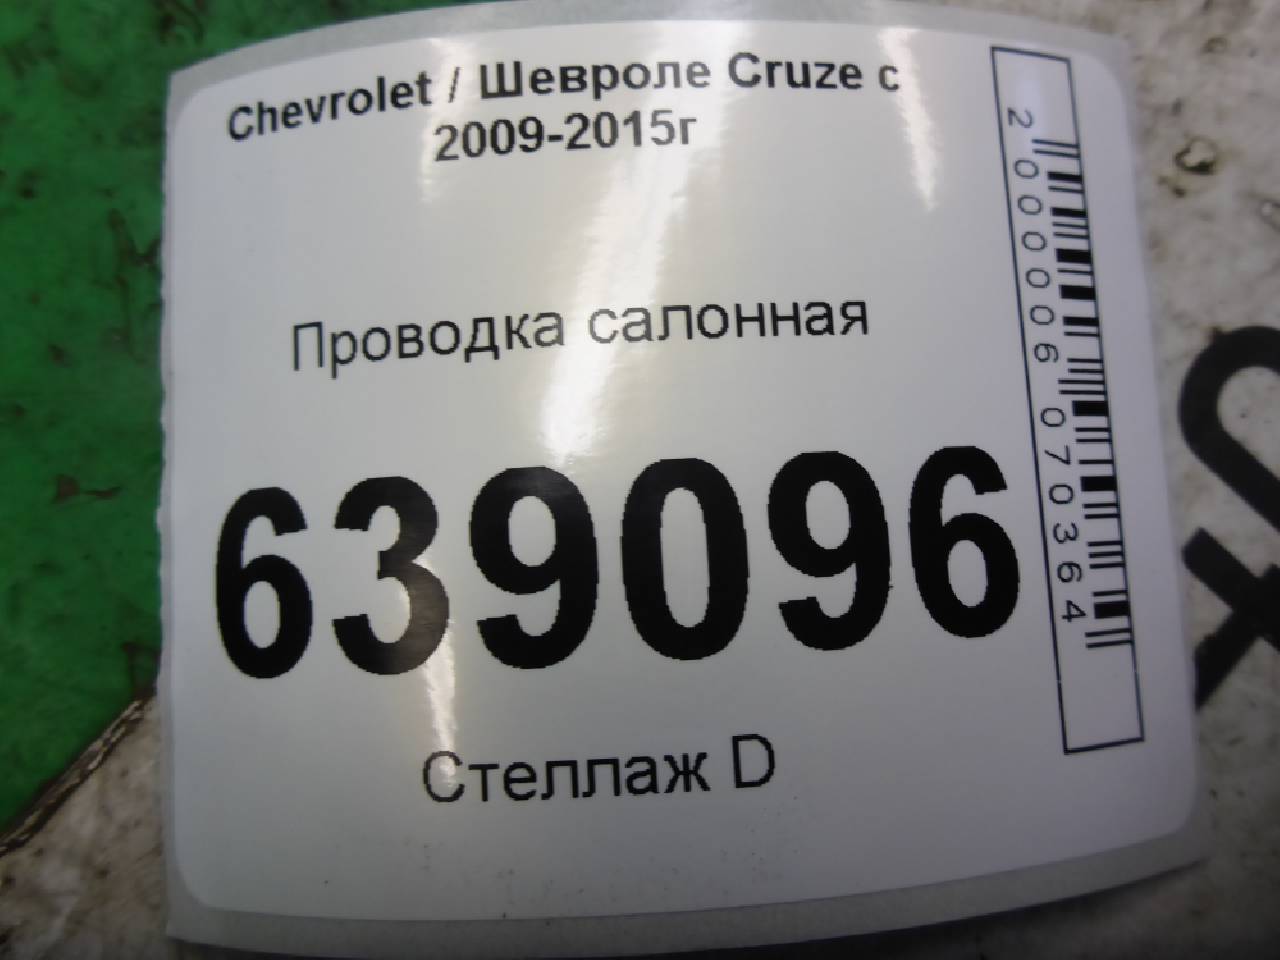 Chevrolet / Шевроле Cruze с
2009-2015г
Проводка салонная
639096
Стеллаж D
2000006070364